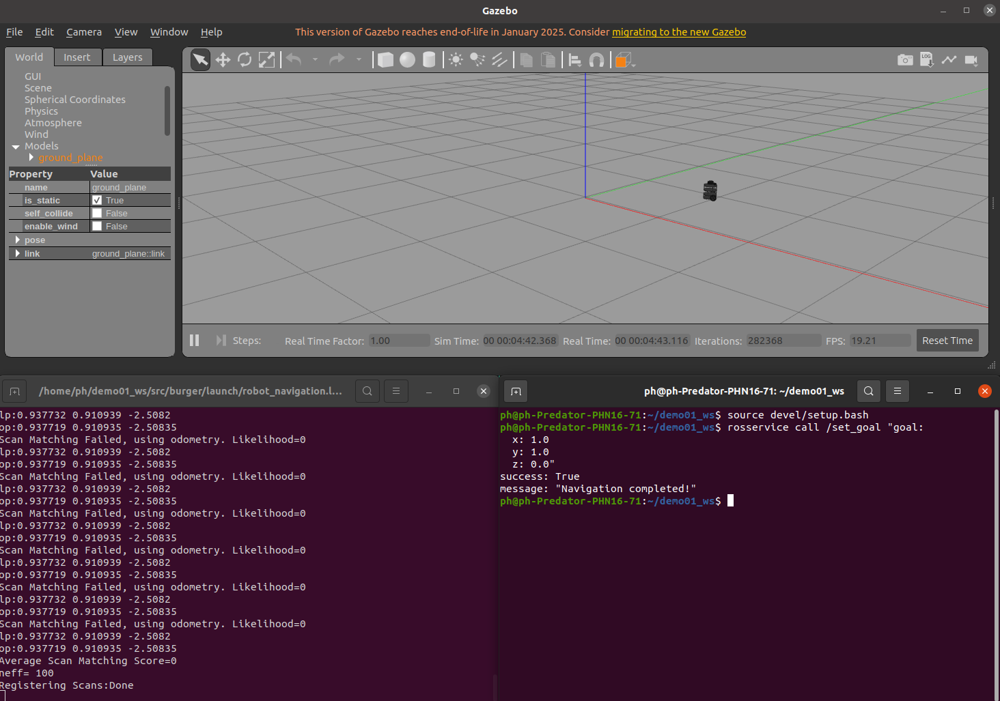 Gazebo
File Edit Camera View Window Help
This version of Gazebo reaches end-of-life in January 2025. Consider migrating to the new Gazebo
World Insert Layers
GUI
Scene
Spherical Coordinates
Physics
Atmosphere
Wind
Models
ground_plane
Property Value
name ground_plane
is_static True
self_collide False
enable_wind False
pose
link ground_plane::link
LOG
Steps: Real Time Factor: 1.00 Sim Time: 00 00:04:42.368 Real Time: 00 00:04:43.116 Iterations: 282368 FPS: 19.21 Reset Time
/home/ph/demo01_ws/src/burger/launch/robot_navigation.l...
lp:0.937732 0.910939 -2.5082
op:0.937719 0.910935 -2.50835
Scan Matching Failed, using odometry. Likelihood=0
lp:0.937732 0.910939 -2.5082
op:0.937719 0.910935 -2.50835
Scan Matching Failed, using odometry. Likelihood=0
lp:0.937732 0.910939 -2.5082
op:0.937719 0.910935 -2.50835
Scan Matching Failed, using odometry. Likelihood=0
lp:0.937732 0.910939 -2.5082
op:0.937719 0.910935 -2.50835
Scan Matching Failed, using odometry. Likelihood=0
lp:0.937732 0.910939 -2.5082
op:0.937719 0.910935 -2.50835
Scan Matching Failed, using odometry. Likelihood=0
lp:0.937732 0.910939 -2.5082
op:0.937719 0.910935 -2.50835
Scan Matching Failed, using odometry. Likelihood=0
lp:0.937732 0.910939 -2.5082
op:0.937719 0.910935 -2.50835
Average Scan Matching Score=0
neff= 100
Registering Scans:Done
ph@ph-Predator-PHN16-71: ~/demo01_ws
ph@ph-Predator-PHN16-71:~/demo01_ws$ source devel/setup.bash
ph@ph-Predator-PHN16-71:~/demo01_ws$ rosservice call /set_goal "goal:
  x: 1.0
  y: 1.0
  z: 0.0"
success: True
message: "Navigation completed!"
ph@ph-Predator-PHN16-71:~/demo01_ws$